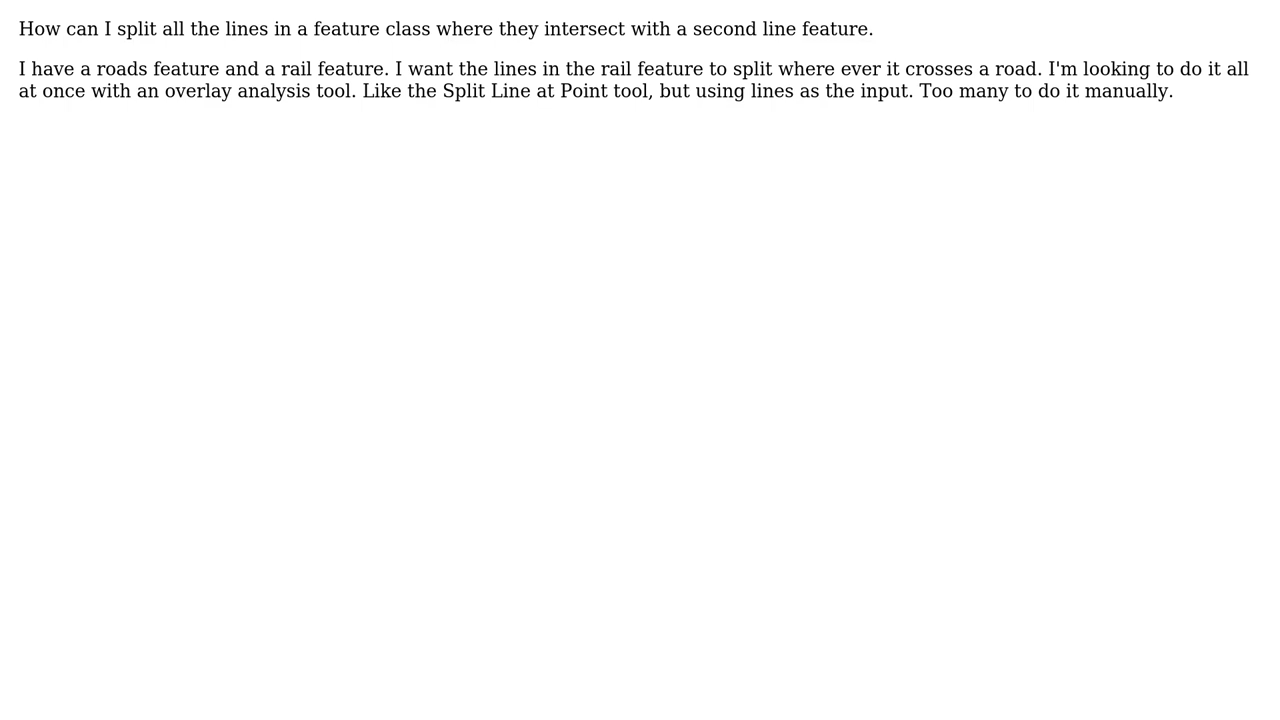 How can I split all the lines in a feature class where they intersect with a second line feature.
I have a roads feature and a rail feature. I want the lines in the rail feature to split where ever it crosses a road. I'm looking to do it all
at once with an overlay analysis tool. Like the Split Line at Point tool, but using lines as the input. Too many to do it manually.